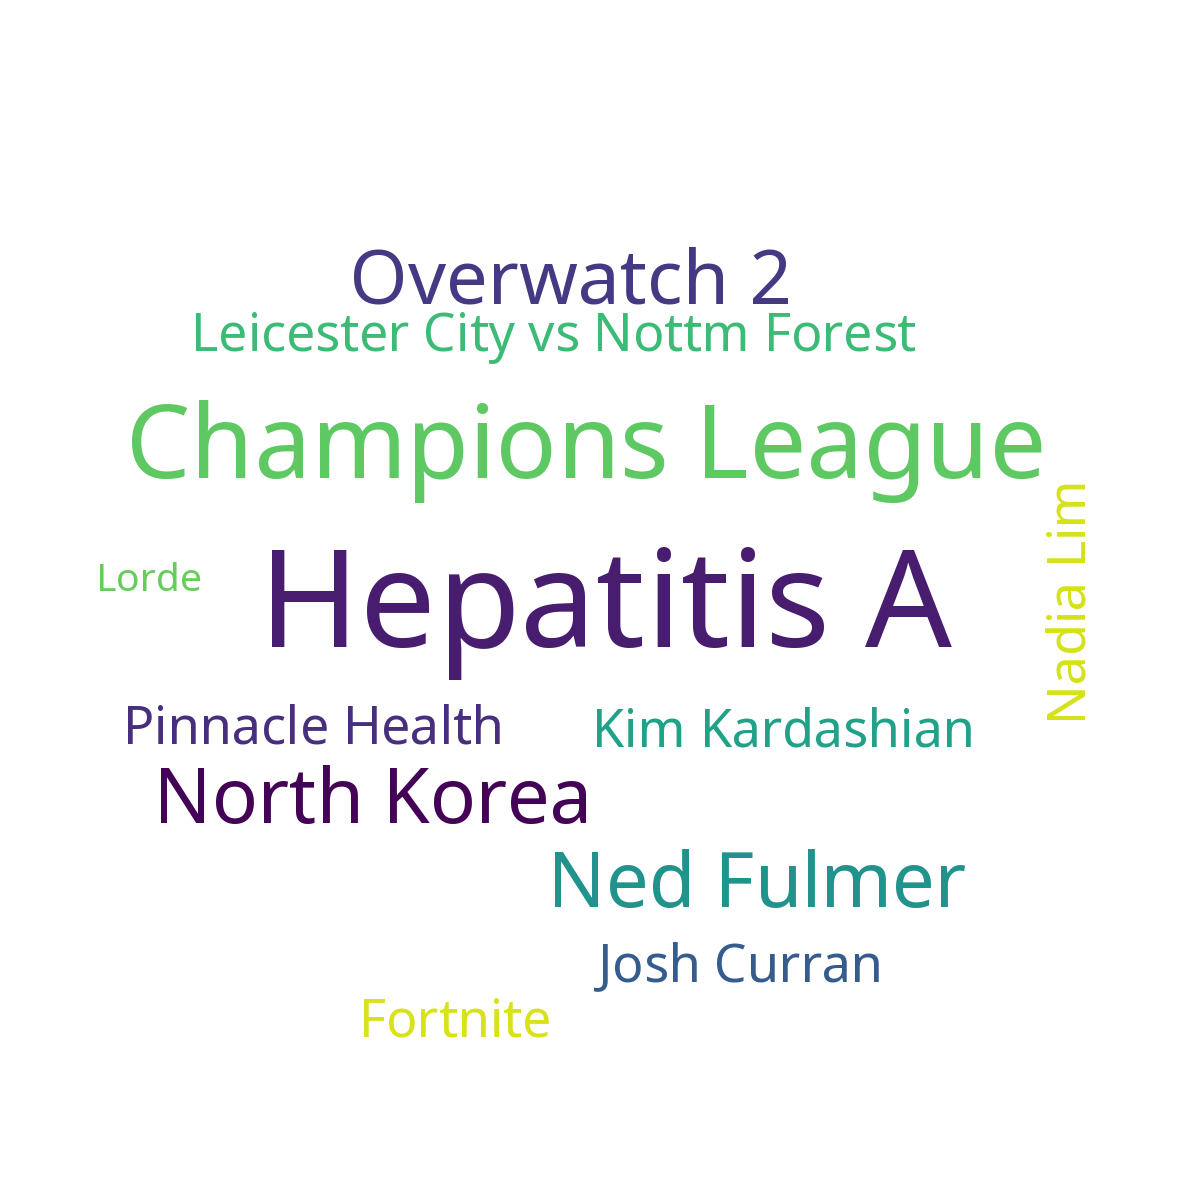 Overwatch 2
Leicester City vs Nottm Forest
Champions League
Nadia Lim
Hepatitis A
Lorde
Pinnacle Health
Kim Kardashian
North Korea
Ned Fulmer
Josh Curran
Fortnite